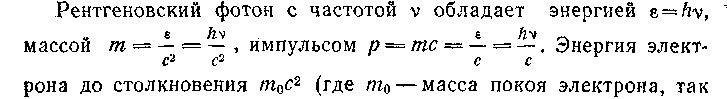 Рентгеновский фотон с частотой ν обладает энергией ε=hν,
массой m = ε/c² = hν/c², импульсом p = mc = ε/c = hν/c. Энергия элект-
рона до столкновения m₀c² (где m₀ — масса покоя электрона, так